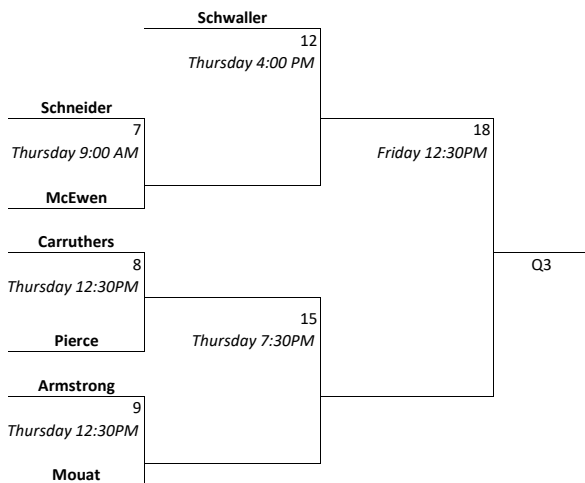 Schwaller
12
Thursday 4:00 PM
Schneider
7
18
Thursday 9:00 AM
Friday 12:30PM
McEwen
Carruthers
8
Q3
Thursday 12:30PM
15
Pierce
Thursday 7:30PM
Armstrong
9
Thursday 12:30PM
Mouat